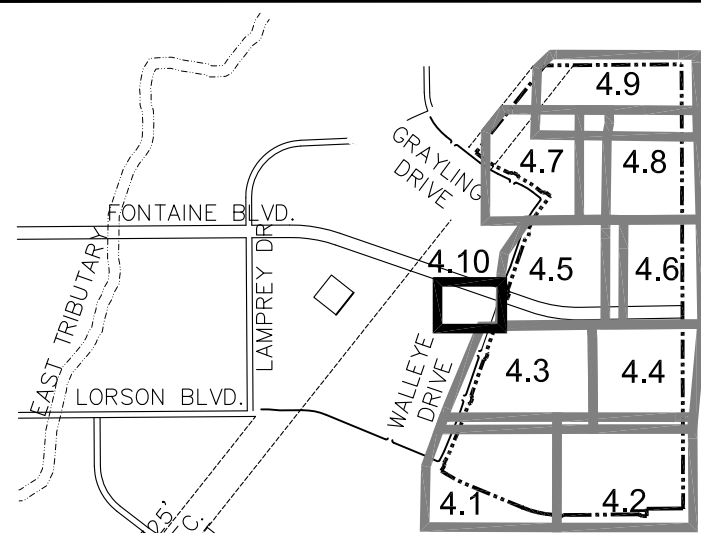 4.9
GRAYLING
DRIVE
4.7
4.8
FONTAINE BLVD.
4.10
4.5
4.6
EAST TRIBUTARY
LAMPREY DR
WALLEYE
DRIVE
4.3
4.4
LORSON BLVD.
4.1
4.2
25'
C.